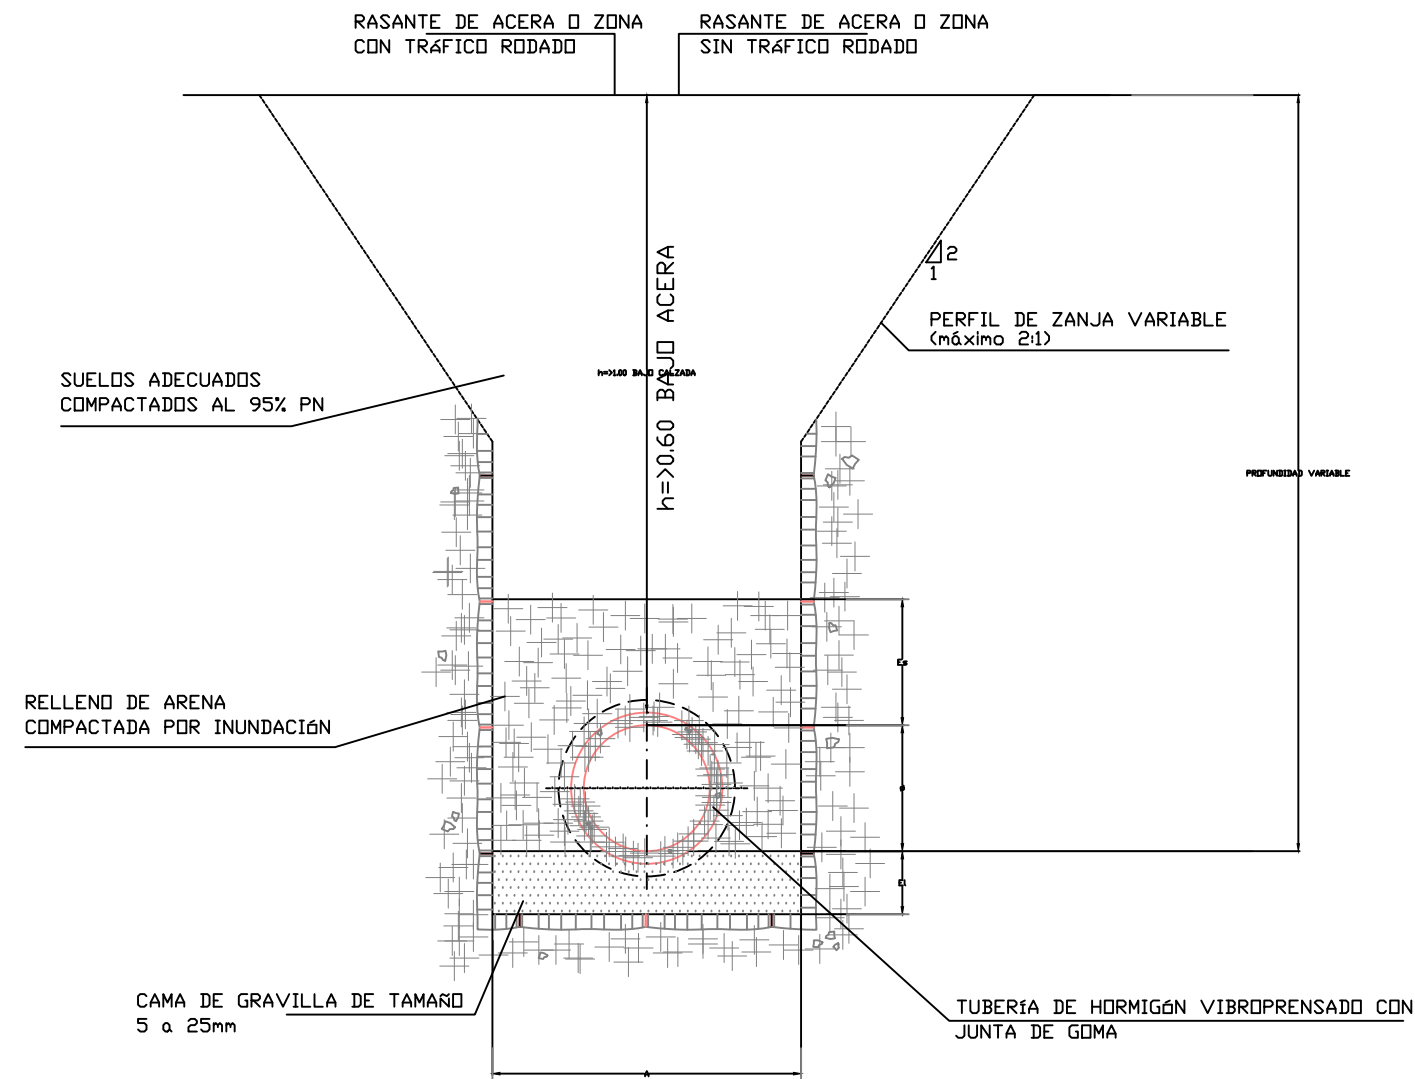 RASANTE DE ACERA O ZONA
CON TRÁFICO RODADO
RASANTE DE ACERA O ZONA
SIN TRÁFICO RODADO
2
1
PERFIL DE ZANJA VARIABLE
(máximo 2:1)
h=>0.60 BAJO ACERA
h=>1.00 BAJO CALZADA
SUELOS ADECUADOS
COMPACTADOS AL 95% PN
PROFUNDIDAD VARIABLE
Es
RELLENO DE ARENA
COMPACTADA POR INUNDACIóN
Ei
CAMA DE GRAVILLA DE TAMAÑO
5 a 25mm
TUBERíA DE HORMIGóN VIBROPRENSADO CON
JUNTA DE GOMA
A